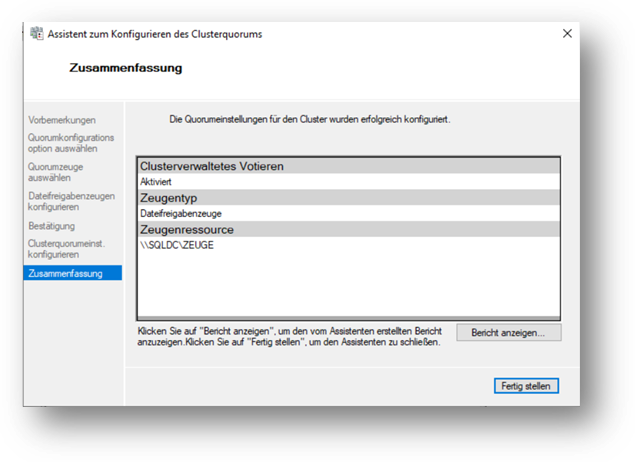 Assistent zum Konfigurieren des Clusterquorums
Zusammenfassung
Vorbemerkungen
Quorumkonfigurations
option auswählen
Quorumzeuge
auswählen
Dateifreigabenzeugen
konfigurieren
Bestätigung
Clusterquorumeinst.
konfigurieren
Zusammenfassung
Die Quorumeinstellungen für den Cluster wurden erfolgreich konfiguriert.
Clusterverwaltetes Votieren
Aktiviert
Zeugentyp
Dateifreigabenzeuge
Zeugenressource
\\SQLDC\ZEUGE
Klicken Sie auf "Bericht anzeigen", um den vom Assistenten erstellten Bericht
anzuzeigen.Klicken Sie auf "Fertig stellen", um den Assistenten zu schließen.
Bericht anzeigen...
Fertig stellen